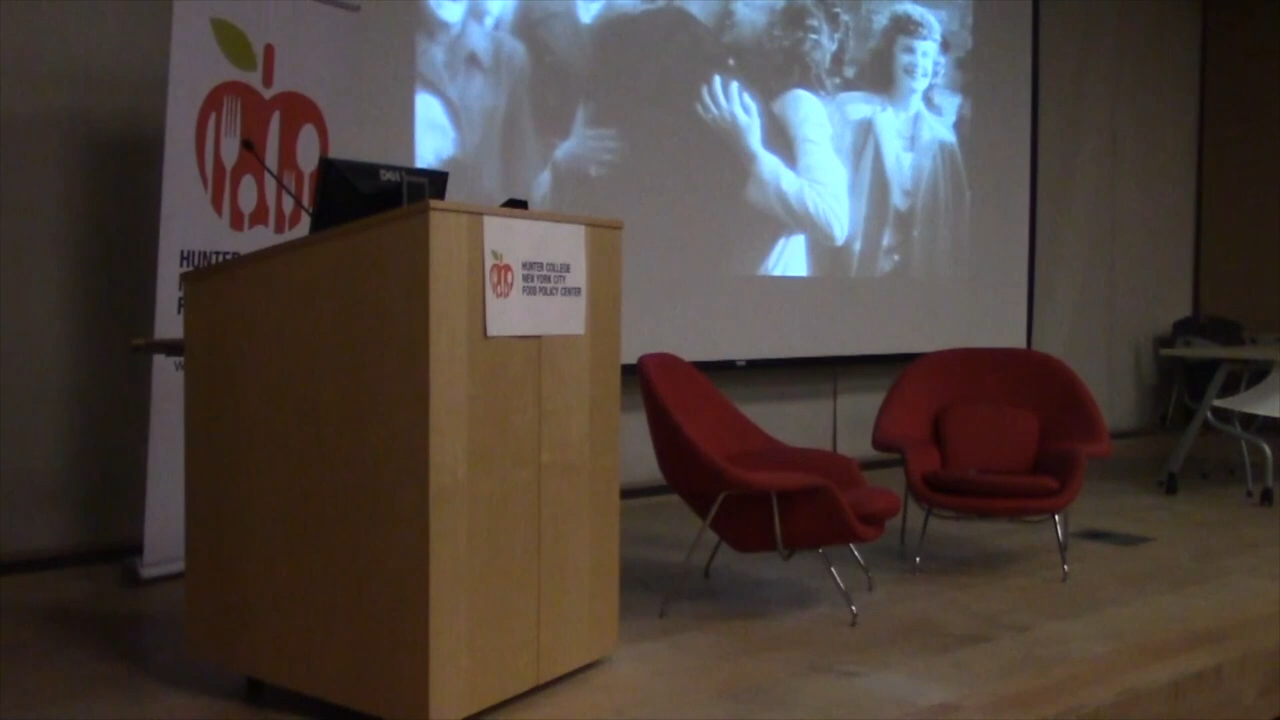 HUNTER
DELL
HUNTER COLLEGE
NEW YORK CITY
FOOD POLICY CENTER